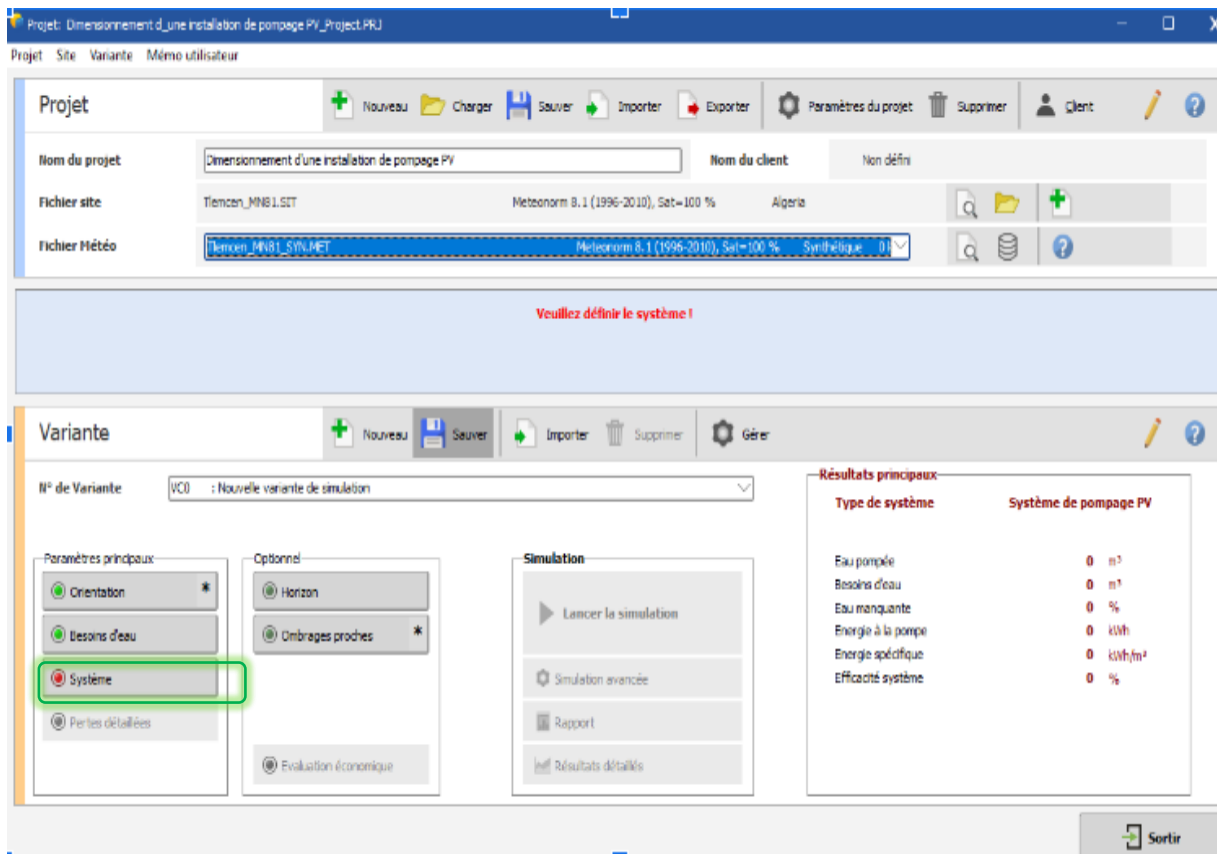 Projet: Dimensionnement d_une installation de pompage PV_Project.PRJ
Projet Site Variante Mémo utilisateur
Projet Nouveau Charger Sauver Importer Exporter Paramètres du projet Supprimer Client
Nom du projet Dimensionnement d'une installation de pompage PV Nom du client Non défini
Fichier site Tlemcen_MN81.SIT Meteonorm 8.1 (1996-2010), Sat=100 % Algeria
Fichier Météo Tlemcen_MN81_SYN.MET Meteonorm 8.1 (1996-2010), Sat=100 % Synthétique 0
Veuillez définir le système !
Variante Nouveau Sauver Importer Supprimer Gérer
N° de Variante VC0 : Nouvelle variante de simulation
Résultats principaux
Type de système Système de pompage PV
Paramètres principaux Optionnel Simulation
Orientation * Horizon Lancer la simulation
Besoins d'eau Ombrages proches *
Système Simulation avancée
Pertes détaillées Rapport
Evaluation économique Résultats détaillés
Eau pompée 0 m³
Besoins d'eau 0 m³
Eau manquante 0 %
Energie à la pompe 0 kWh
Energie spécifique 0 kWh/m³
Efficacité système 0 %
Sortir